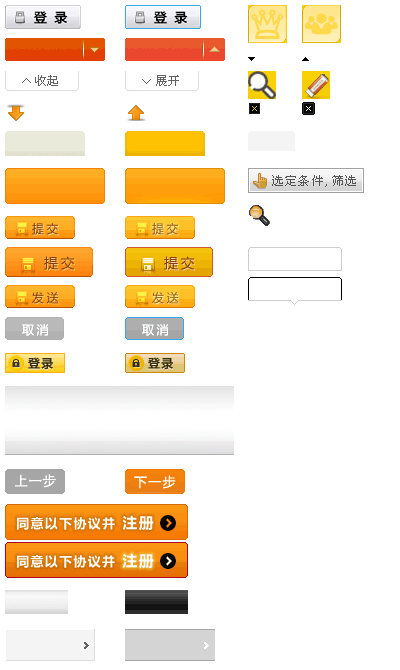 登 录 登 录
收起 展开
选定条件, 筛选
提交 提交
提交 提交
发送 发送
取消 取消
登录 登录
上一步 下一步
同意以下协议并 注册
同意以下协议并 注册